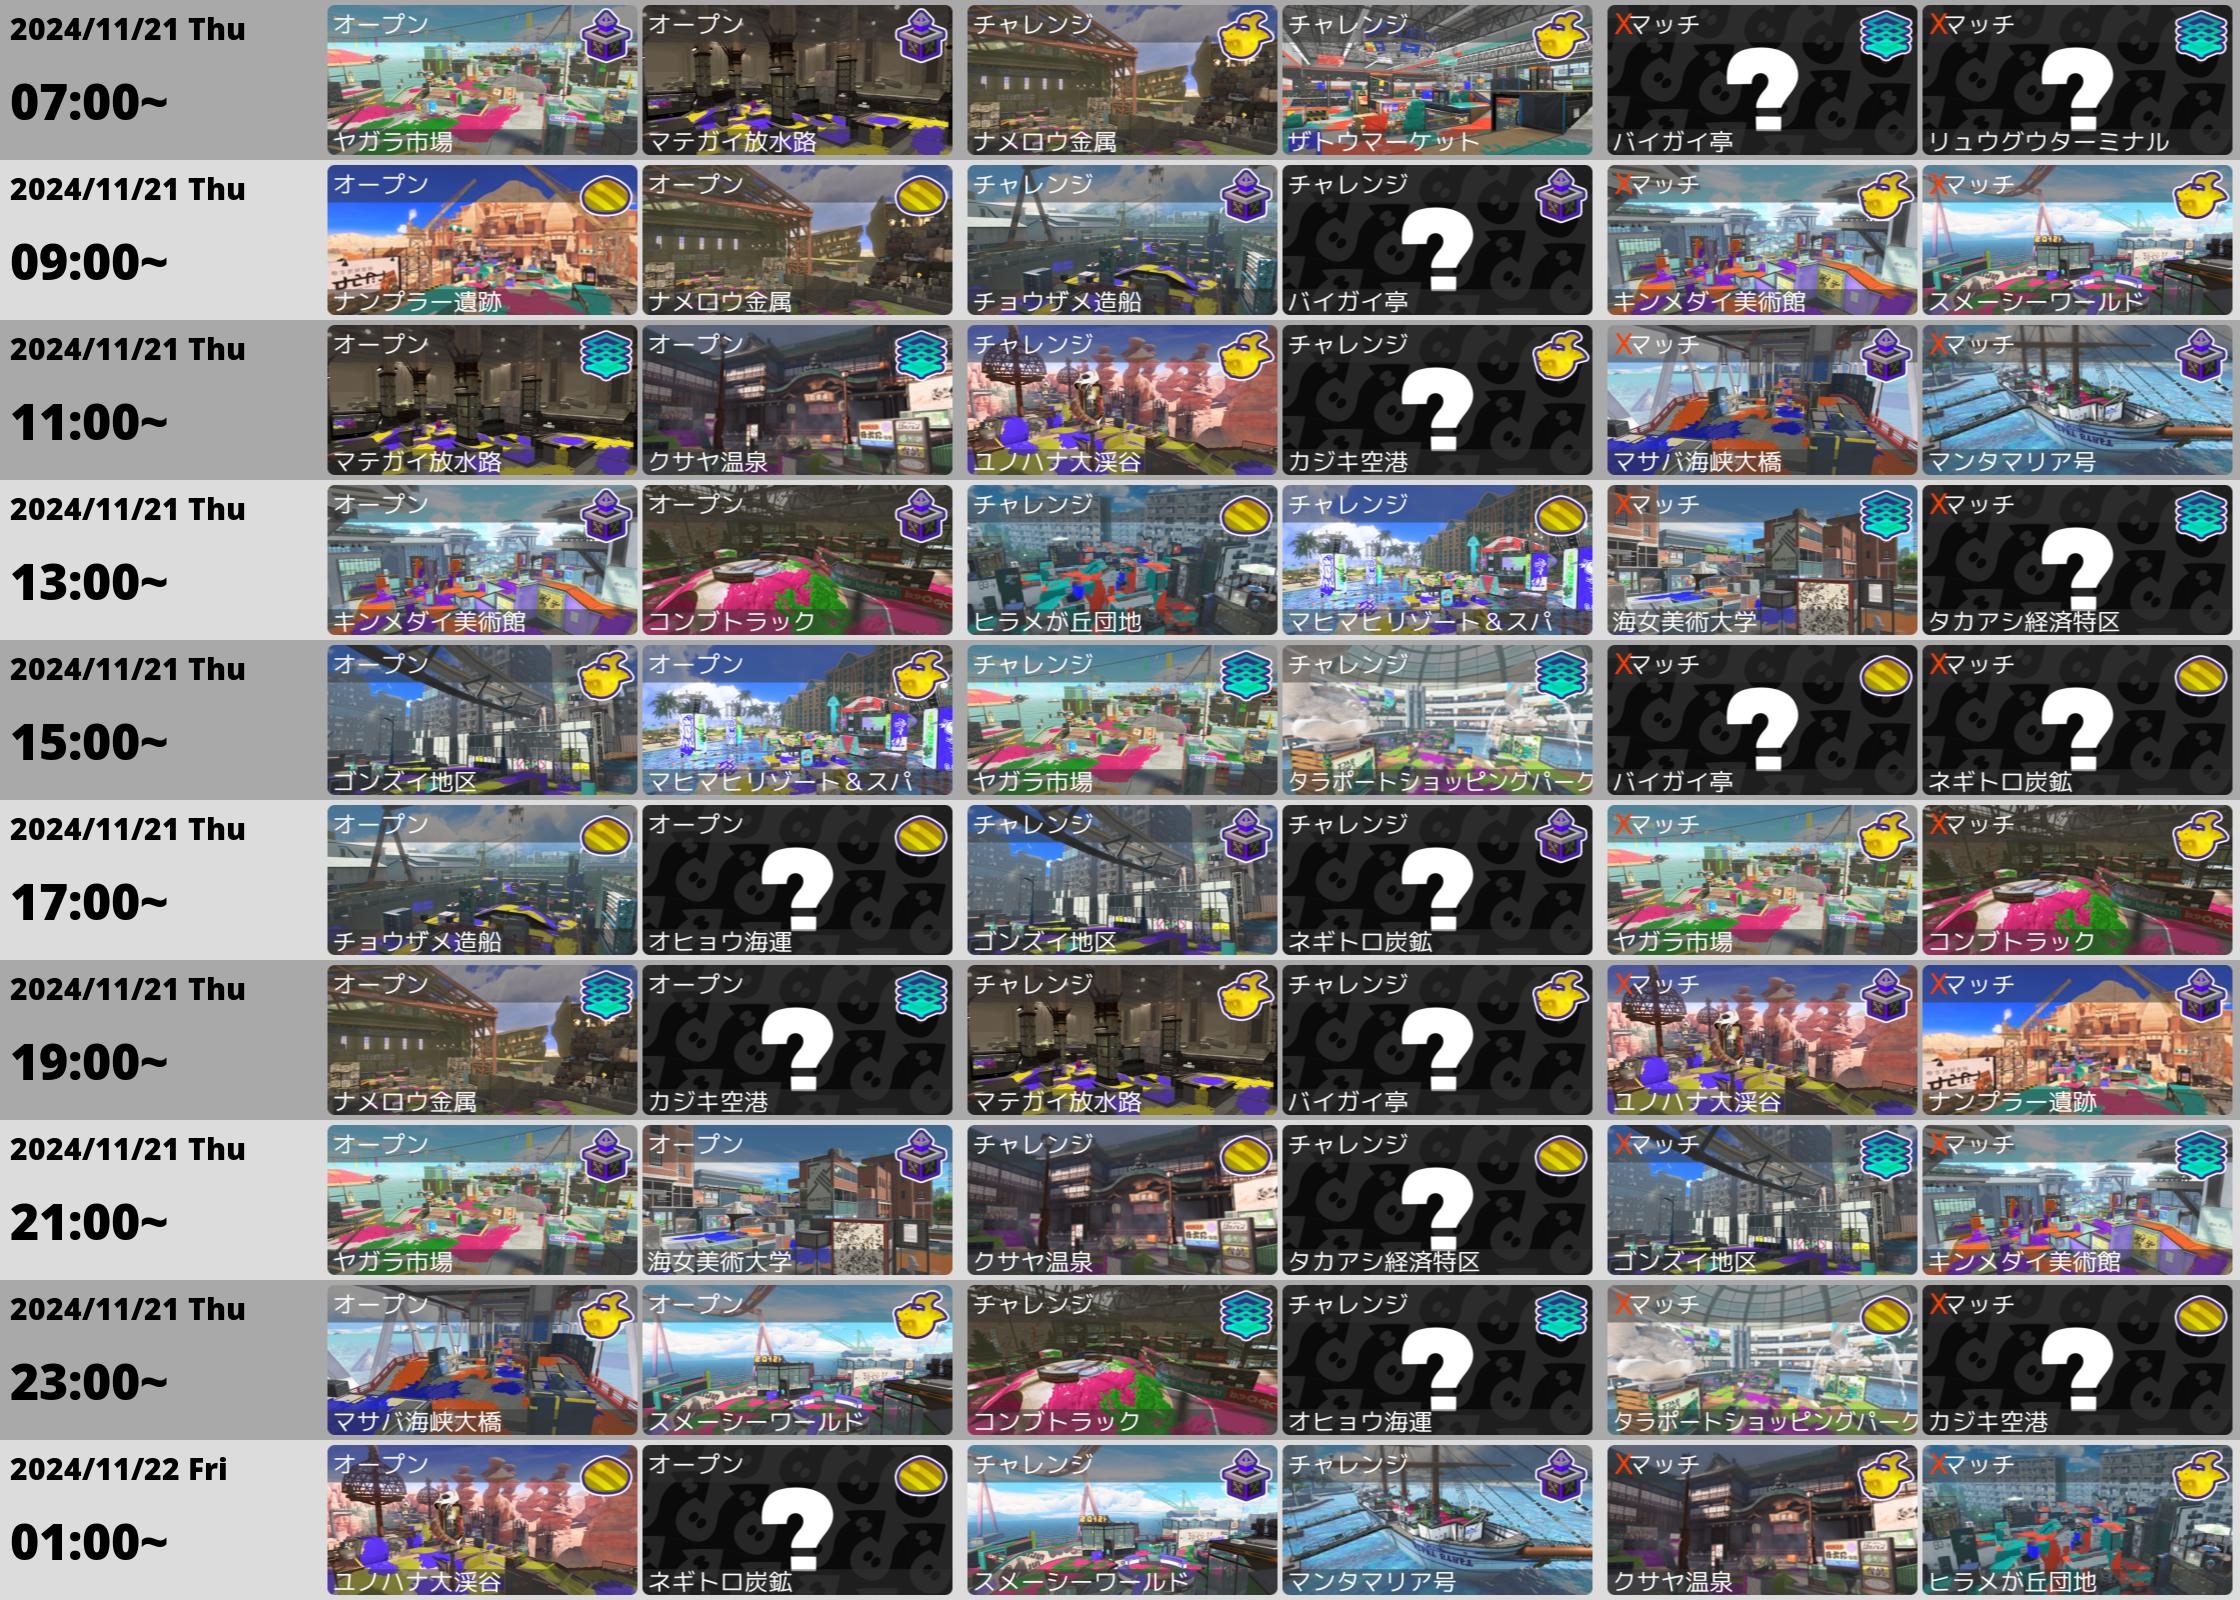 2024/11/21 Thu
07:00~
オープン
ヤガラ市場
オープン
マテガイ放水路
チャレンジ
ナメロウ金属
チャレンジ
ザトウマーケット
Xマッチ
バイガイ亭
Xマッチ
リュウグウターミナル
2024/11/21 Thu
09:00~
オープン
ナンプラー遺跡
オープン
ナメロウ金属
チャレンジ
チョウザメ造船
チャレンジ
バイガイ亭
Xマッチ
キンメダイ美術館
Xマッチ
スメーシーワールド
2024/11/21 Thu
11:00~
オープン
マテガイ放水路
オープン
クサヤ温泉
チャレンジ
ユノハナ大渓谷
チャレンジ
カジキ空港
Xマッチ
マサバ海峡大橋
Xマッチ
マンタマリア号
2024/11/21 Thu
13:00~
オープン
キンメダイ美術館
オープン
コンブトラック
チャレンジ
ヒラメが丘団地
チャレンジ
マヒマヒリゾート&スパ
Xマッチ
海女美術大学
Xマッチ
タカアシ経済特区
2024/11/21 Thu
15:00~
オープン
ゴンズイ地区
オープン
マヒマヒリゾート&スパ
チャレンジ
ヤガラ市場
チャレンジ
タラポートショッピングパーク
Xマッチ
バイガイ亭
Xマッチ
ネギトロ炭鉱
2024/11/21 Thu
17:00~
オープン
チョウザメ造船
オープン
オヒョウ海運
チャレンジ
ゴンズイ地区
チャレンジ
ネギトロ炭鉱
Xマッチ
ヤガラ市場
Xマッチ
コンブトラック
2024/11/21 Thu
19:00~
オープン
ナメロウ金属
オープン
カジキ空港
チャレンジ
マテガイ放水路
チャレンジ
バイガイ亭
Xマッチ
ユノハナ大渓谷
Xマッチ
ナンプラー遺跡
2024/11/21 Thu
21:00~
オープン
ヤガラ市場
オープン
海女美術大学
チャレンジ
クサヤ温泉
チャレンジ
タカアシ経済特区
Xマッチ
ゴンズイ地区
Xマッチ
キンメダイ美術館
2024/11/21 Thu
23:00~
オープン
マサバ海峡大橋
オープン
スメーシーワールド
チャレンジ
コンブトラック
チャレンジ
オヒョウ海運
Xマッチ
タラポートショッピングパーク
Xマッチ
カジキ空港
2024/11/22 Fri
01:00~
オープン
ユノハナ大渓谷
オープン
ネギトロ炭鉱
チャレンジ
スメーシーワールド
チャレンジ
マンタマリア号
Xマッチ
クサヤ温泉
Xマッチ
ヒラメが丘団地